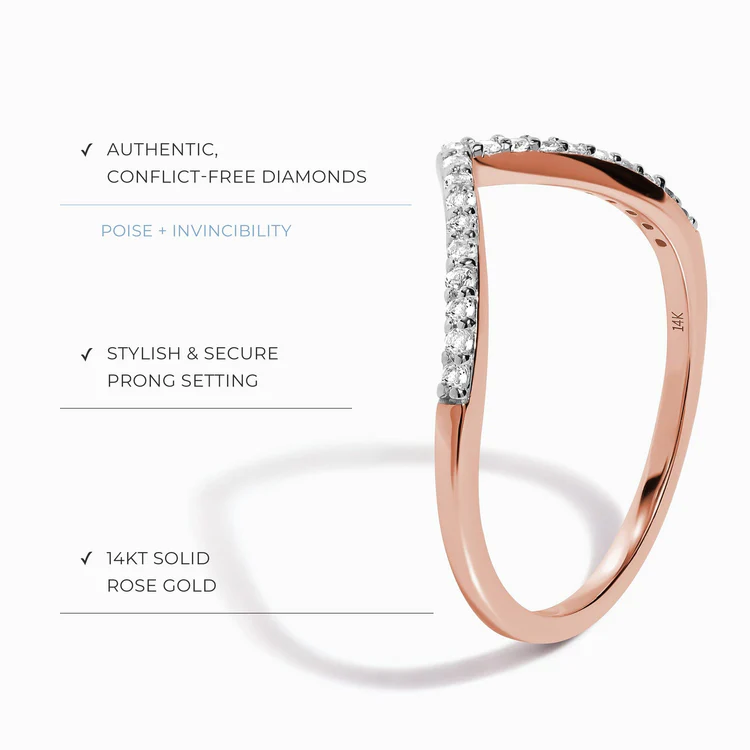 ✓ AUTHENTIC,
CONFLICT-FREE DIAMONDS
POISE + INVINCIBILITY
✓ STYLISH & SECURE
PRONG SETTING
✓ 14KT SOLID
ROSE GOLD
14K